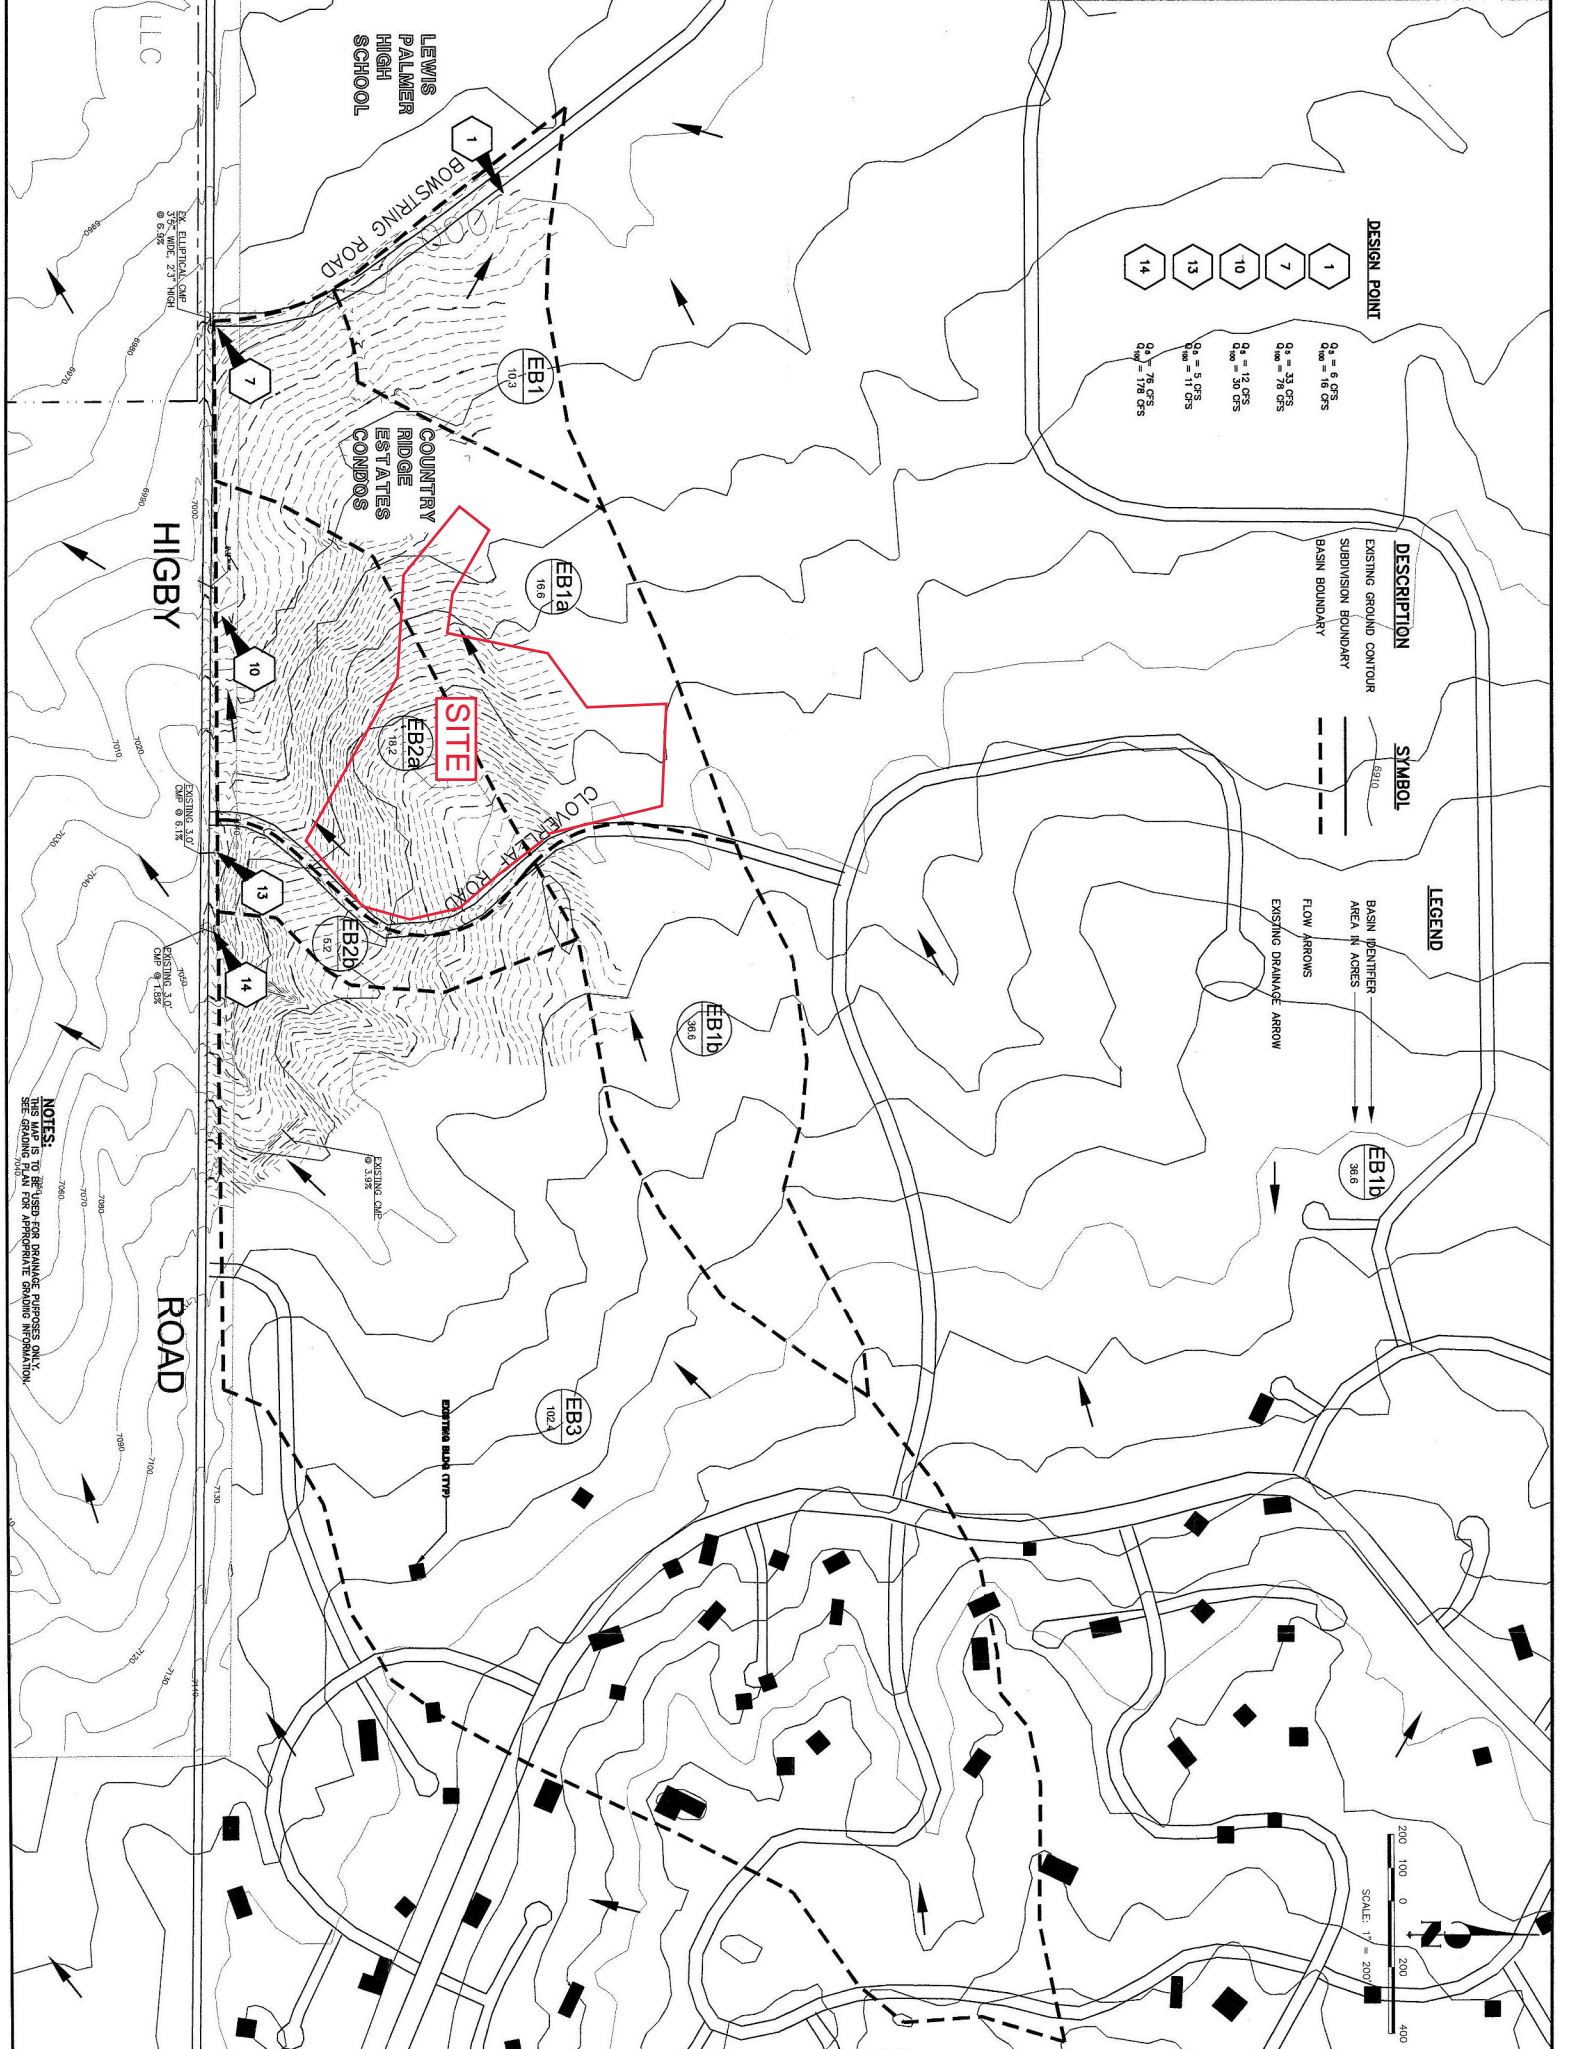 LLC
LEWIS
PALMER
HIGH
SCHOOL
1
BOWSTRING ROAD
EX. ELLIPTICAL CMP
@ 6.9%
7
EB1
10.3
COUNTRY
RIDGE
ESTATES
CONDOS
HIGBY
ROAD
EB1a
16.6
10
SITE
EB2a
18.2
CLOVERLEAF ROAD
EXISTING 3.0'
CMP @ 6.1%
13
EB2b
5.2
14
EXISTING 3.0'
CMP @ 1.8%
EB1b
36.6
EXISTING CMP
@ 3.9%
EB3
102.4
EXISTING BLDG (TYP)
6960
6970
6980
6990
7000
7010
7020
7030
7040
7050
7060
7070
7080
7090
7100
7120
7130
7130
7140
DESIGN POINT
1
Q5 = 6 CFS
Q100 = 16 CFS
7
Q5 = 33 CFS
Q100 = 78 CFS
10
Q5 = 12 CFS
Q100 = 30 CFS
13
Q5 = 5 CFS
Q100 = 11 CFS
14
Q5 = 76 CFS
Q100 = 178 CFS
LEGEND
DESCRIPTION
SYMBOL
EXISTING GROUND CONTOUR
6910
SUBDIVISION BOUNDARY
BASIN BOUNDARY
BASIN IDENTIFIER
AREA IN ACRES
EB1b
36.6
FLOW ARROWS
EXISTING DRAINAGE ARROW
N
200 100 0 200 400
SCALE: 1" = 200'
NOTES:
THIS MAP IS TO BE USED FOR DRAINAGE PURPOSES ONLY.
SEE GRADING PLAN FOR APPROPRIATE GRADING INFORMATION.